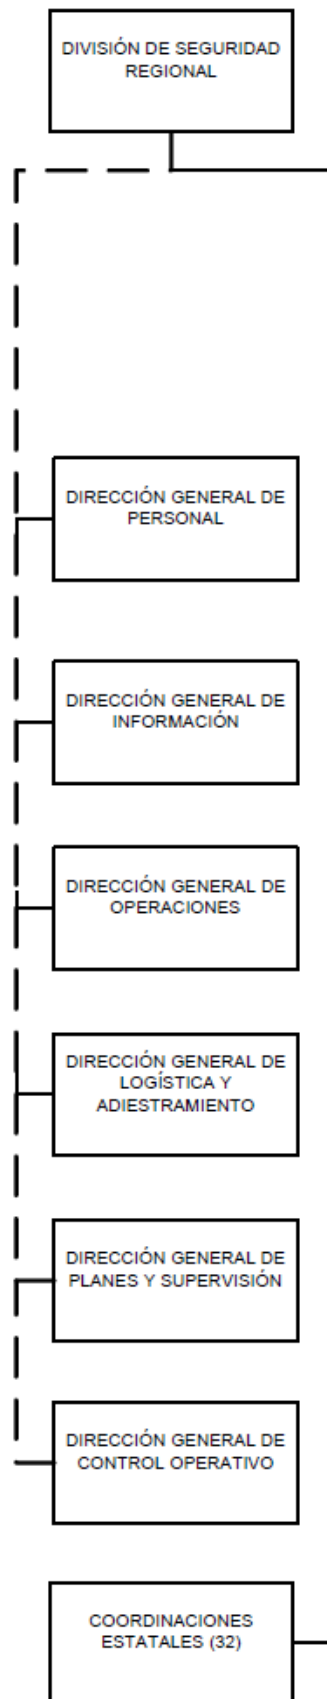 DIVISIÓN DE SEGURIDAD
REGIONAL
DIRECCIÓN GENERAL DE
PERSONAL
DIRECCIÓN GENERAL DE
INFORMACIÓN
DIRECCIÓN GENERAL DE
OPERACIONES
DIRECCIÓN GENERAL DE
LOGÍSTICA Y
ADIESTRAMIENTO
DIRECCIÓN GENERAL DE
PLANES Y SUPERVISIÓN
DIRECCIÓN GENERAL DE
CONTROL OPERATIVO
COORDINACIONES
ESTATALES (32)